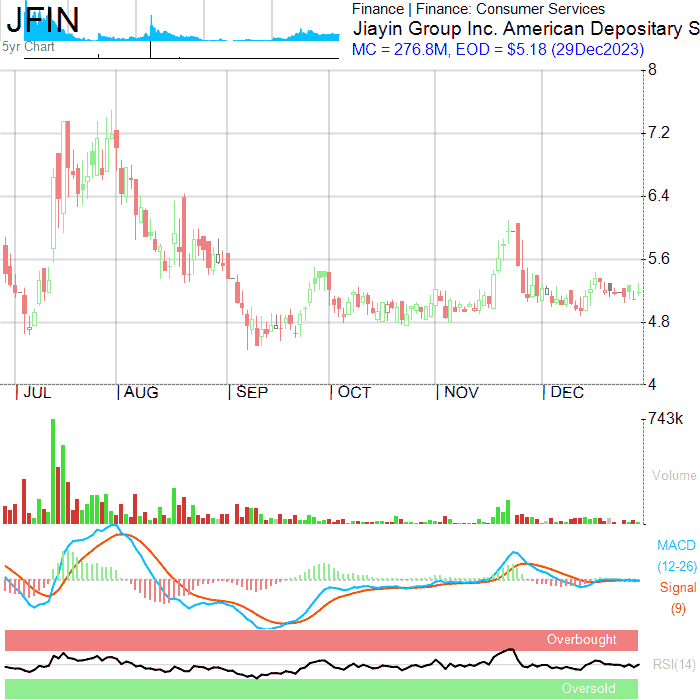 JFIN
5yr Chart
Finance | Finance: Consumer Services
Jiayin Group Inc. American Depositary S
MC = 276.8M, EOD = $5.18 (29Dec2023)
8
7.2
6.4
5.6
4.8
4
JUL AUG SEP OCT NOV DEC
743k
Volume
MACD
(12-26)
Signal
(9)
Overbought
RSI(14)
Oversold